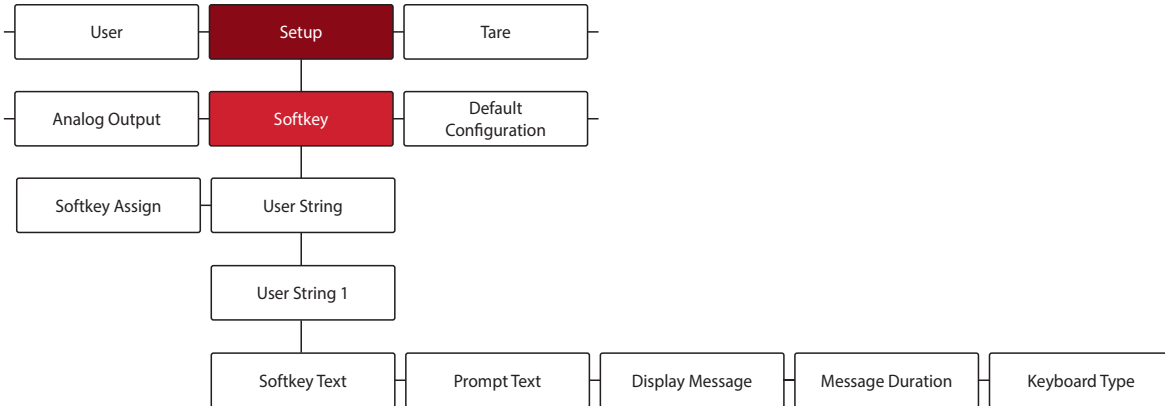 User
Setup
Tare
Analog Output
Softkey
Default
Configuration
Softkey Assign
User String
User String 1
Softkey Text
Prompt Text
Display Message
Message Duration
Keyboard Type